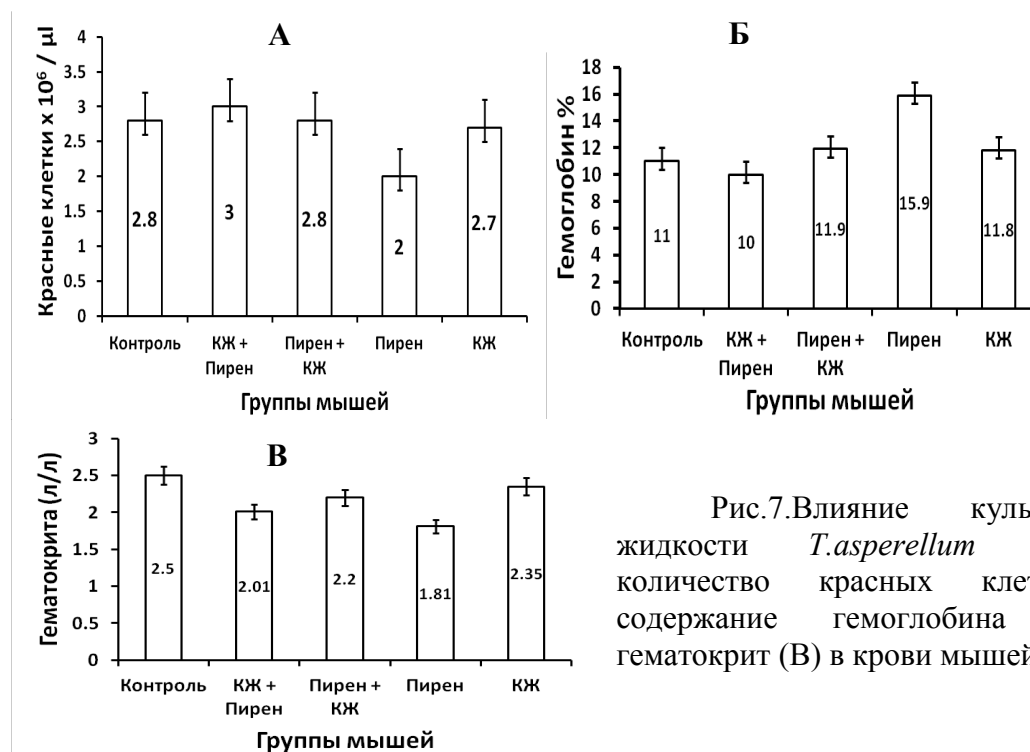 А
Красные клетки x 10⁶ / µl
4
3.5
3
2.5
2
1.5
1
0.5
0
2.8
3
2.8
2
2.7
Контроль
КЖ + Пирен
Пирен + КЖ
Пирен
КЖ
Группы мышей
Б
Гемоглобин %
18
16
14
12
10
8
6
4
2
0
11
10
11.9
15.9
11.8
Контроль
КЖ + Пирен
Пирен + КЖ
Пирен
КЖ
Группы мышей
В
Гематокрита (л/л)
3
2.5
2
1.5
1
0.5
0
2.5
2.01
2.2
1.81
2.35
Контроль
КЖ + Пирен
Пирен + КЖ
Пирен
КЖ
Группы мышей
Рис.7.Влияние куль
жидкости T.asperellum
количество красных клет
содержание гемоглобина
гематокрит (В) в крови мышей